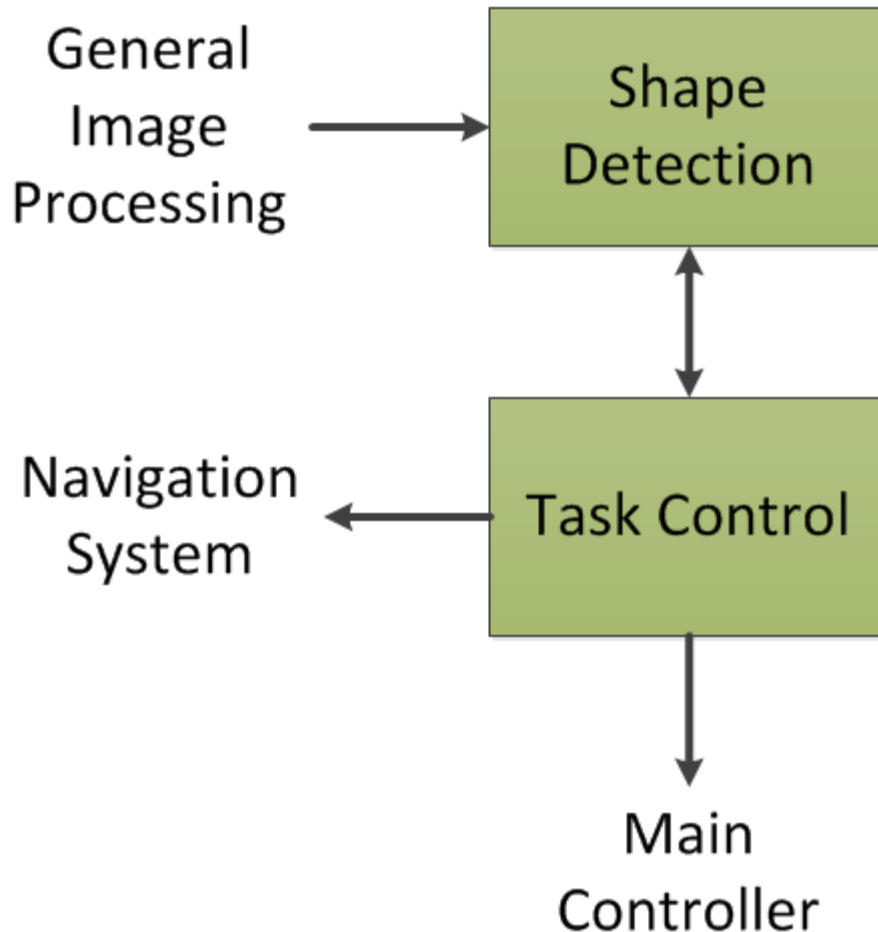 General
Image
Processing
Shape
Detection
Navigation
System
Task Control
Main
Controller